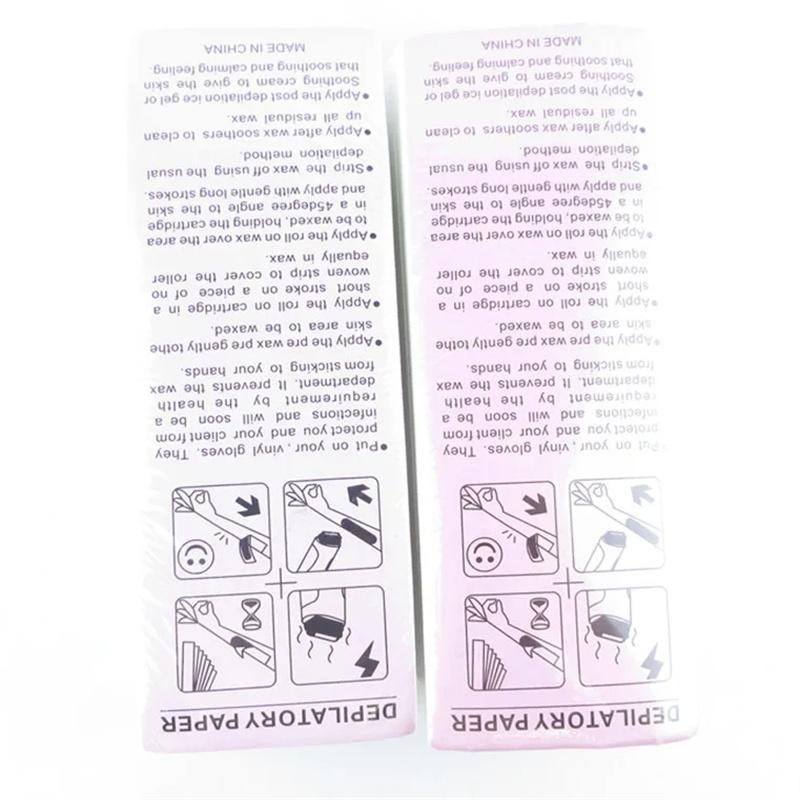 DEPILATORY PAPER
•Put on your, vinyl gloves. They
protect you and your client from
infections and will soon be a
requirement by the health
department. It prevents the wax
from sticking to your hands.
•Apply the pre wax pre gently tothe
skin area to be waxed.
•Apply the roll on cartridge in a
short stroke on a piece of no
woven strip to cover the roller
equally in wax.
•Apply the roll on wax over the area
to be waxed, holding the cartridge
in a 45degree angle to the skin
and apply with gentle long strokes.
•Strip the wax off using the usual
depilation method.
•Apply after wax soothers to clean
up all residual wax.
•Apply the post depilation ice gel or
Soothing cream to give the skin
that soothing and calming feeling.
MADE IN CHINA
DEPILATORY PAPER
•Put on your, vinyl gloves. They
protect you and your client from
infections and will soon be a
requirement by the health
department. It prevents the wax
from sticking to your hands.
•Apply the pre wax pre gently tothe
skin area to be waxed.
•Apply the roll on cartridge in a
short stroke on a piece of no
woven strip to cover the roller
equally in wax.
•Apply the roll on wax over the area
to be waxed, holding the cartridge
in a 45degree angle to the skin
and apply with gentle long strokes.
•Strip the wax off using the usual
depilation method.
•Apply after wax soothers to clean
up all residual wax.
•Apply the post depilation ice gel or
Soothing cream to give the skin
that soothing and calming feeling.
MADE IN CHINA